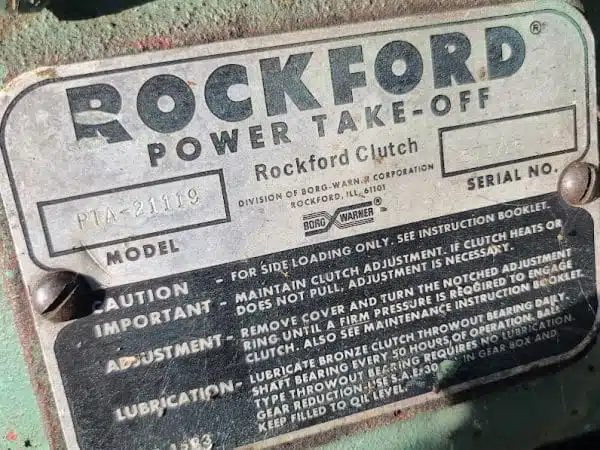 ROCKFORD®
POWER TAKE-OFF
Rockford Clutch
DIVISION OF BORG-WARNER CORPORATION
ROCKFORD, ILL. 61101
BORG WARNER®
PTA-21119
MODEL
SERIAL NO.
CAUTION - FOR SIDE LOADING ONLY. SEE INSTRUCTION BOOKLET.
IMPORTANT - MAINTAIN CLUTCH ADJUSTMENT. IF CLUTCH HEATS OR
DOES NOT PULL, ADJUSTMENT IS NECESSARY.
ADJUSTMENT - REMOVE COVER AND TURN THE NOTCHED ADJUSTMENT
RING UNTIL A FIRM PRESSURE IS REQUIRED TO ENGAGE
CLUTCH. ALSO SEE MAINTENANCE INSTRUCTION BOOKLET.
LUBRICATION - LUBRICATE BRONZE CLUTCH THROWOUT BEARING DAILY.
SHAFT BEARING EVERY 50 HOURS OF OPERATION. BALL
TYPE THROWOUT BEARING REQUIRES NO LUBRICATION.
GEAR REDUCTION-USE S.A.E. 30 IN GEAR BOX AND
KEEP FILLED TO OIL LEVEL.